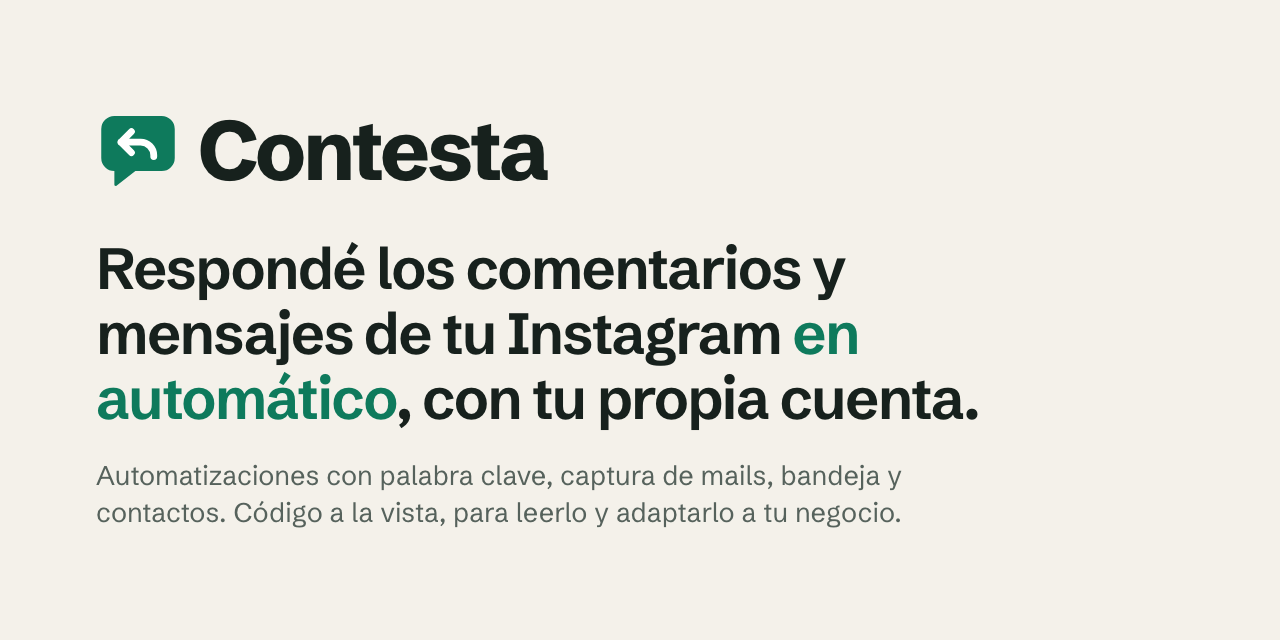 Contesta
Respondé los comentarios y
mensajes de tu Instagram en
automático, con tu propia cuenta.
Automatizaciones con palabra clave, captura de mails, bandeja y
contactos. Código a la vista, para leerlo y adaptarlo a tu negocio.